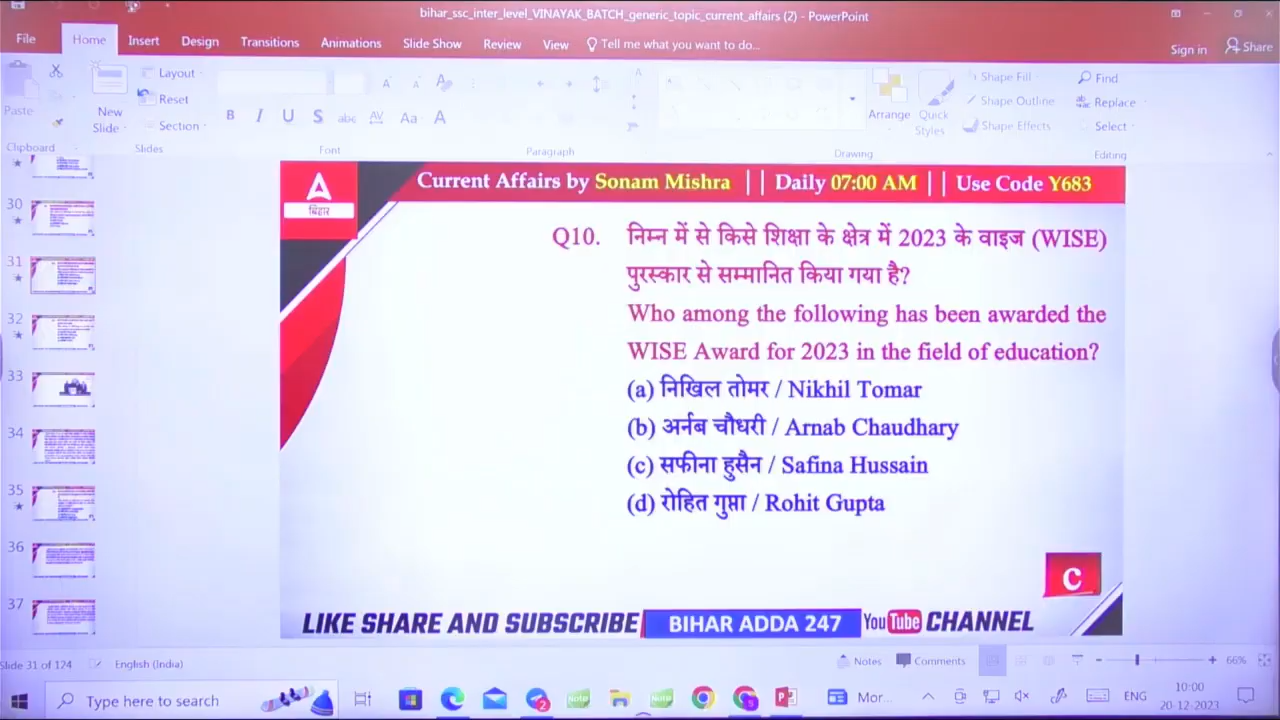 bihar_ssc_inter_level_VINAYAK_BATCH_generic_topic_current_affairs (2) - PowerPoint
File Home Insert Design Transitions Animations Slide Show Review View Tell me what you want to do... Sign in Share
Paste
New Slide
Layout
Reset
Section
B I U S abc AV Aa A
Arrange
Quick Styles
Shape Fill
Shape Outline
Shape Effects
Find
Replace
Select
Clipboard Slides Font Paragraph Drawing Editing
30
31
32
33
34
35
36
37
A
बिहार
Current Affairs by Sonam Mishra || Daily 07:00 AM || Use Code Y683
Q10. निम्न में से किसे शिक्षा के क्षेत्र में 2023 के वाइज (WISE)
पुरस्कार से सम्मानित किया गया है?
Who among the following has been awarded the
WISE Award for 2023 in the field of education?
(a) निखिल तोमर / Nikhil Tomar
(b) अर्नब चौधरी / Arnab Chaudhary
(c) सफीना हुसैन / Safina Hussain
(d) रोहित गुप्ता / Rohit Gupta
C
LIKE SHARE AND SUBSCRIBE BIHAR ADDA 247 YouTube CHANNEL
Slide 31 of 124 English (India) Notes Comments 66%
Type here to search Mor... ENG 10:00
20-12-2023